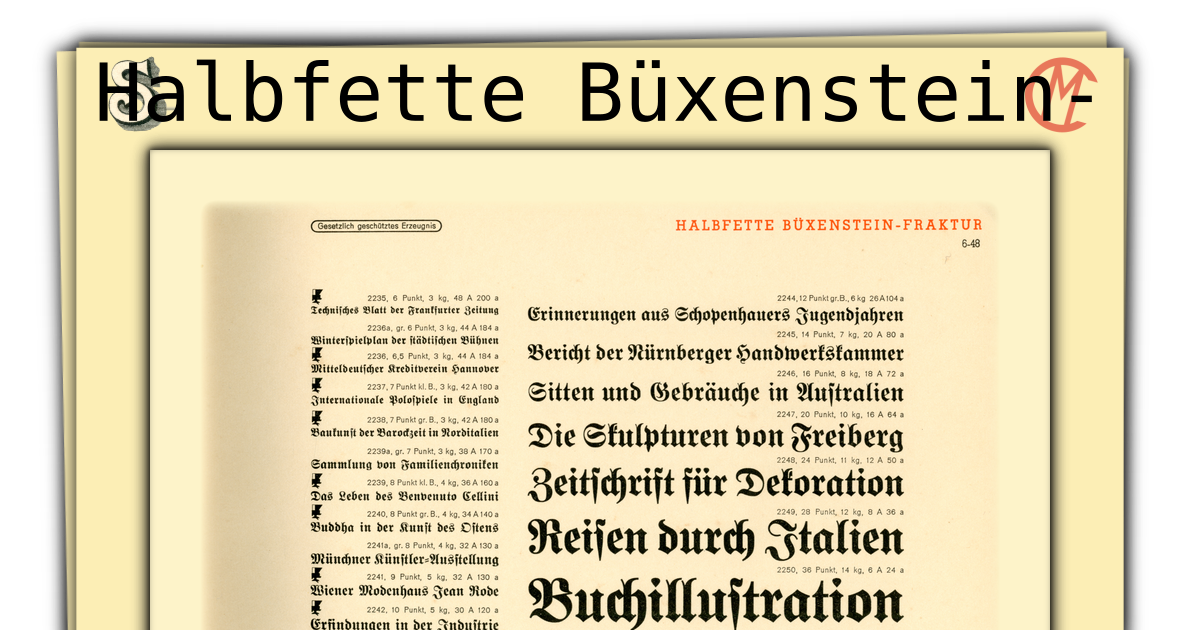 Halbfette Büxenstein-
Gesetzlich geschütztes Erzeugnis
HALBFETTE BÜXENSTEIN-FRAKTUR
6-48
2235, 6 Punkt, 3 kg, 48 A 200 a
Technisches Blatt der Frankfurter Zeitung
2236a, gr. 6 Punkt, 3 kg, 44 A 184 a
Winterspielplan der städtischen Bühnen
2236, 6,5 Punkt, 3 kg, 44 A 184 a
Mitteldeutscher Kreditverein Hannover
2237, 7 Punkt kl. B., 3 kg, 42 A 180 a
Internationale Polospiele in England
2238, 7 Punkt gr. B., 3 kg, 42 A 180 a
Baukunst der Barockzeit in Norditalien
2239a, gr. 7 Punkt, 3 kg, 38 A 170 a
Sammlung von Familienchroniken
2239, 8 Punkt kl. B., 4 kg, 36 A 160 a
Das Leben des Benvenuto Cellini
2240, 8 Punkt gr. B., 4 kg, 34 A 140 a
Buddha in der Kunst des Ostens
2241a, gr. 8 Punkt, 4 kg, 32 A 130 a
Münchner Künstler-Ausstellung
2241, 9 Punkt, 5 kg, 32 A 130 a
Wiener Modenhaus Jean Rode
2242, 10 Punkt, 5 kg, 30 A 120 a
Erfindungen in der Industrie
2244, 12 Punkt gr. B., 6 kg 26 A 104 a
Erinnerungen aus Schopenhauers Jugendjahren
2245, 14 Punkt, 7 kg, 20 A 80 a
Bericht der Nürnberger Handwerkskammer
2246, 16 Punkt, 8 kg, 18 A 72 a
Sitten und Gebräuche in Australien
2247, 20 Punkt, 10 kg, 16 A 64 a
Die Skulpturen von Freiberg
2248, 24 Punkt, 11 kg, 12 A 50 a
Zeitschrift für Dekoration
2249, 28 Punkt, 12 kg, 8 A 36 a
Reisen durch Italien
2250, 36 Punkt, 14 kg, 6 A 24 a
Buchillustration